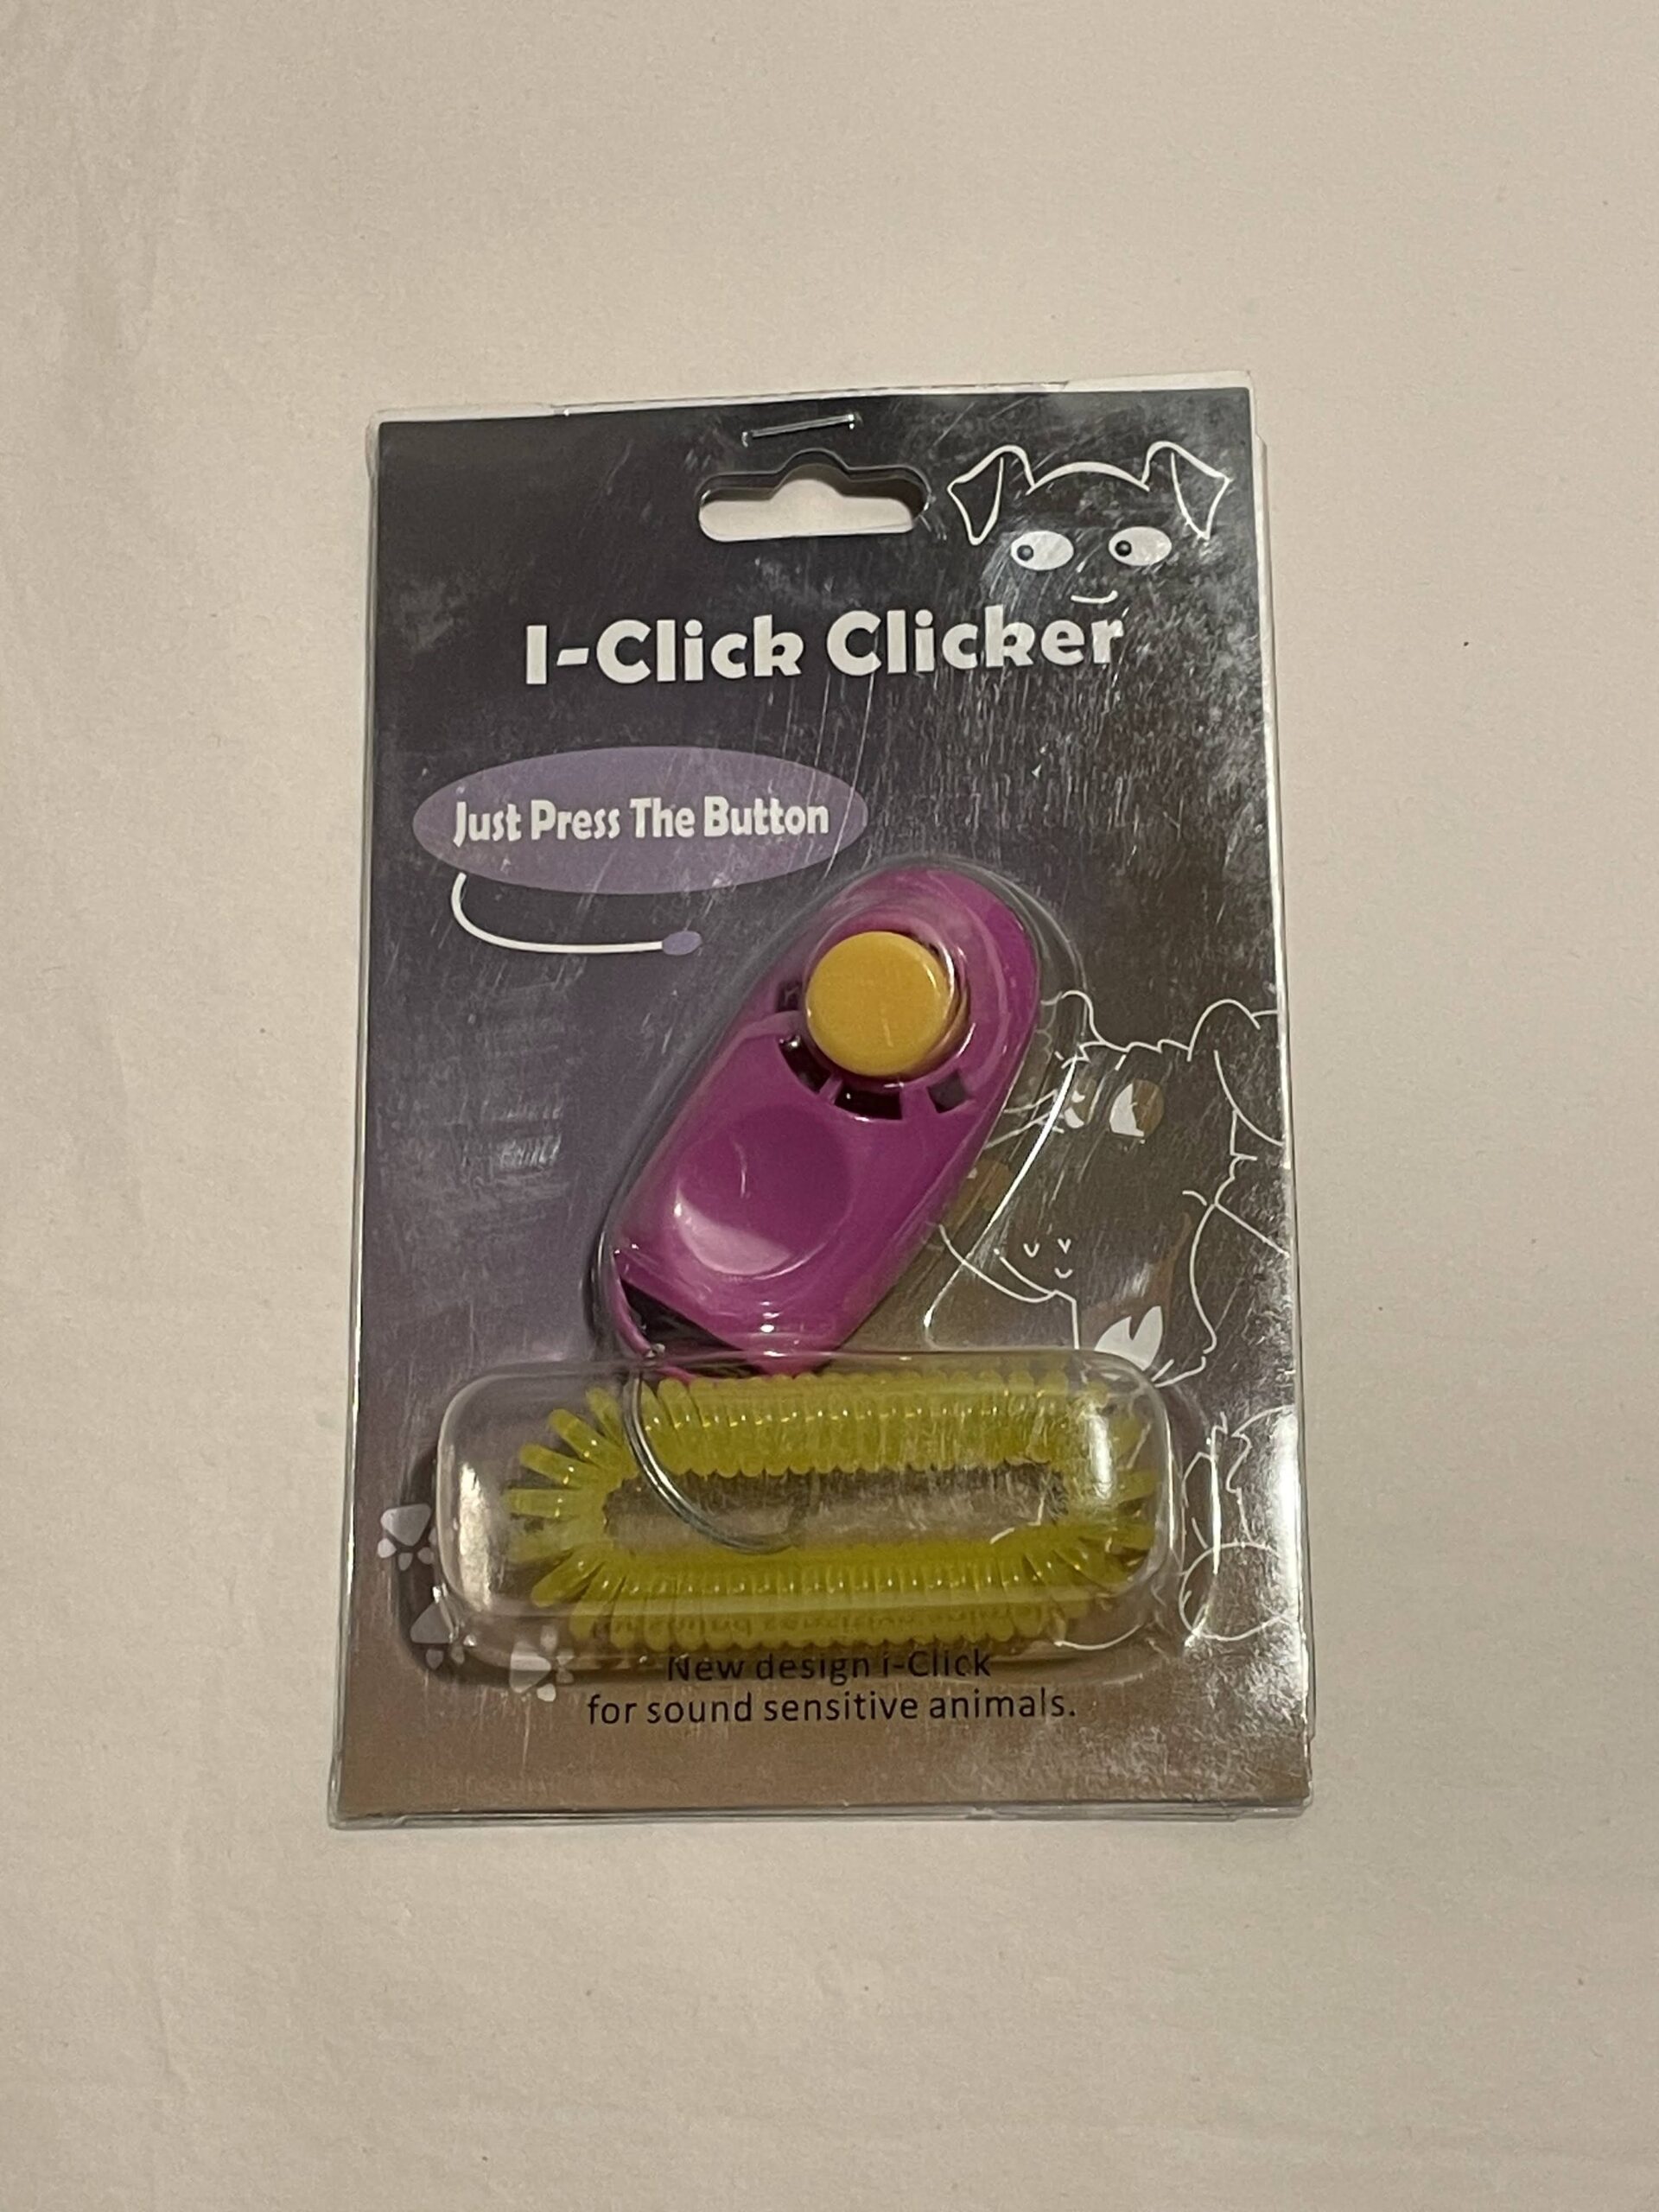 I-Click Clicker
Just Press The Button
New design i-Click
for sound sensitive animals.